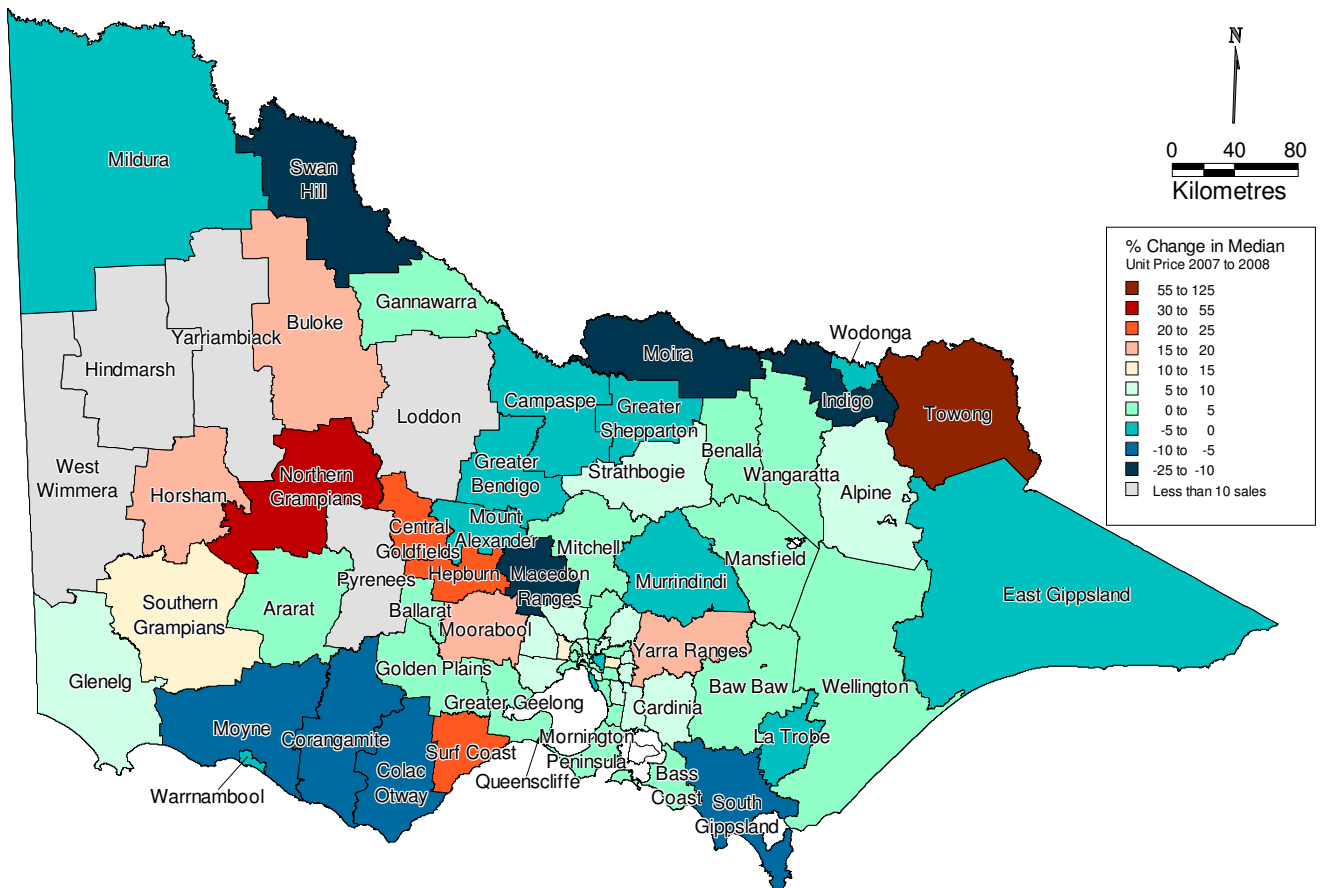 N
0 40 80
Kilometres
% Change in Median
Unit Price 2007 to 2008
55 to 125
30 to 55
20 to 25
15 to 20
10 to 15
5 to 10
0 to 5
-5 to 0
-10 to -5
-25 to -10
Less than 10 sales
Mildura
Swan
Hill
Gannawarra
Buloke
Yarriambiack
Hindmarsh
Loddon
West
Wimmera
Horsham
Northern
Grampians
Campaspe
Greater
Shepparton
Moira
Wodonga
Indigo
Towong
Greater
Bendigo
Strathbogie
Benalla
Wangaratta
Alpine
Central
Goldfields
Mount
Alexander
Mitchell
Mansfield
Murrindindi
East Gippsland
Pyrenees
Hepburn
Macedon
Ranges
Southern
Grampians
Ararat
Ballarat
Moorabool
Yarra Ranges
Glenelg
Golden Plains
Baw Baw
Wellington
Greater Geelong
Cardinia
Moyne
Corangamite
Surf Coast
Mornington
Peninsula
La Trobe
Colac
Otway
Queenscliffe
Bass
Coast
Warrnambool
South
Gippsland